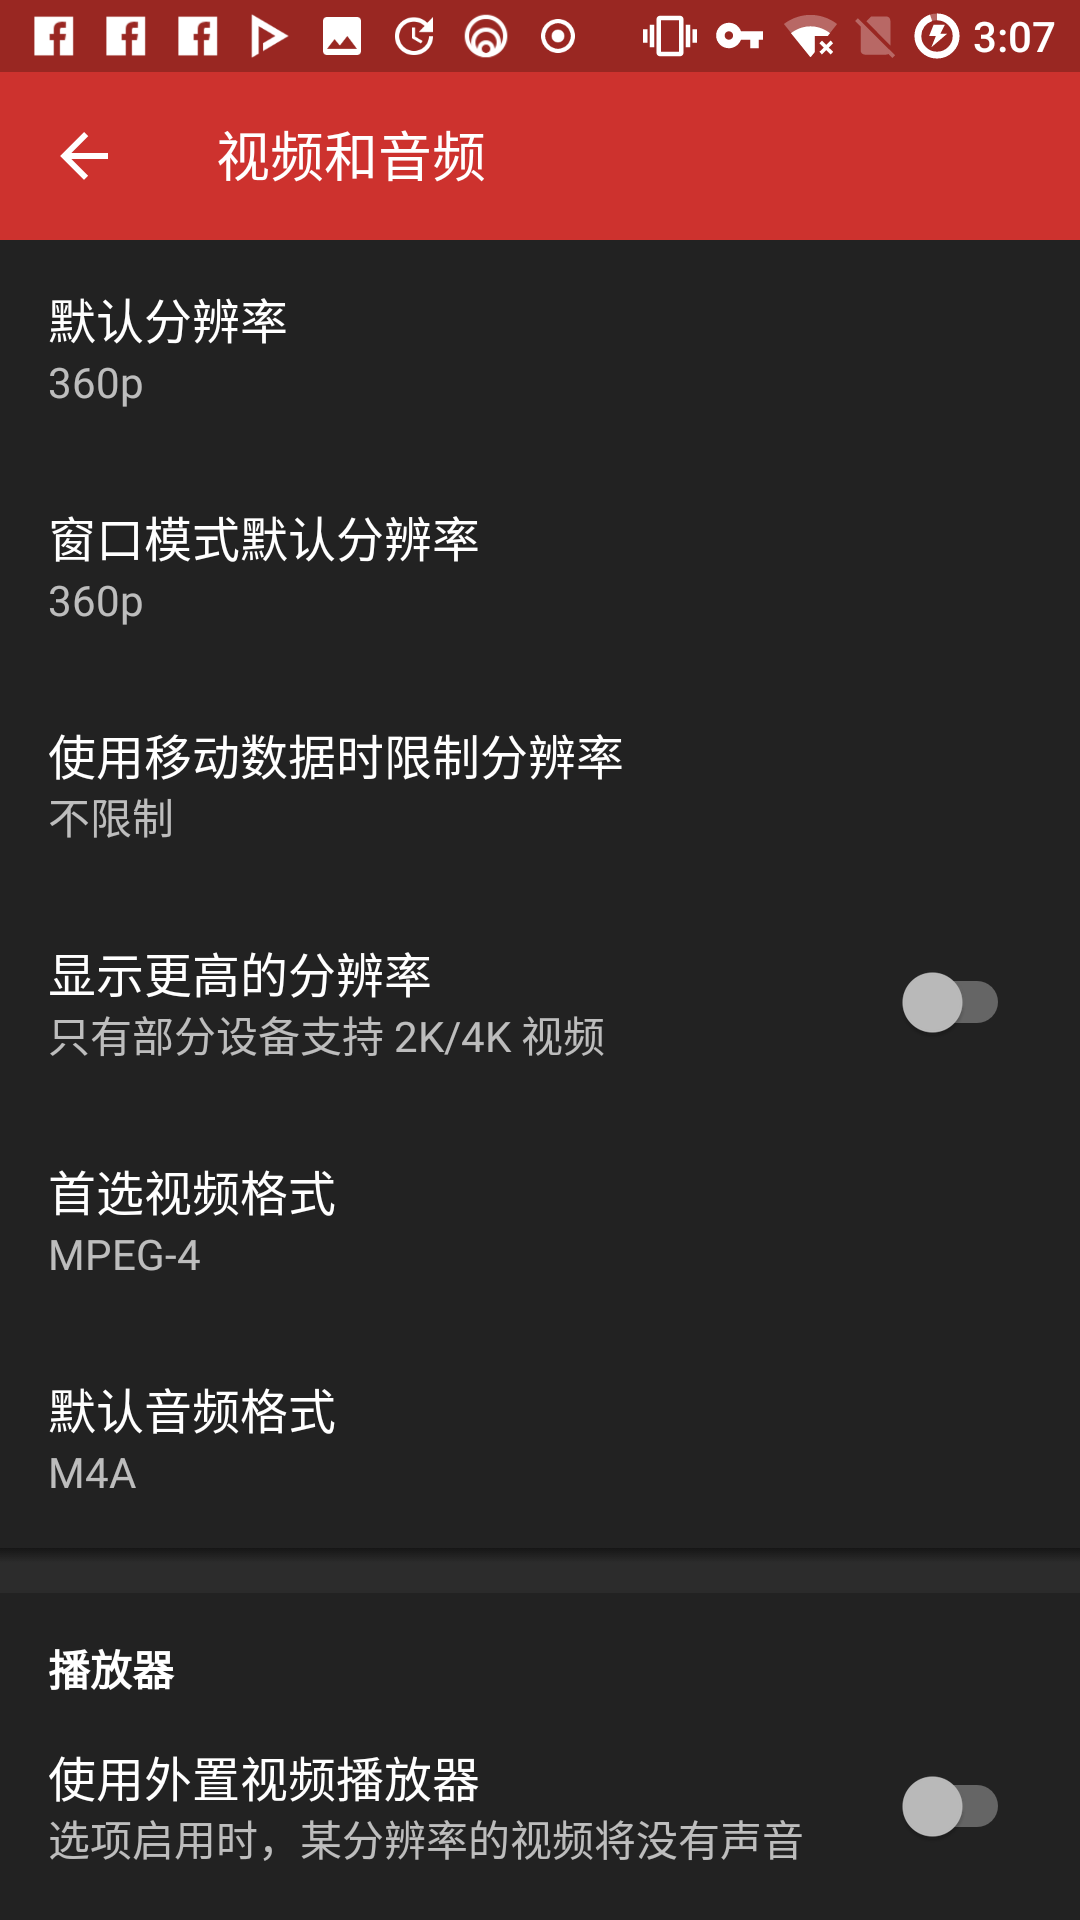 3:07
视频和音频
默认分辨率
360p
窗口模式默认分辨率
360p
使用移动数据时限制分辨率
不限制
显示更高的分辨率
只有部分设备支持 2K/4K 视频
首选视频格式
MPEG-4
默认音频格式
M4A
播放器
使用外置视频播放器
选项启用时，某分辨率的视频将没有声音